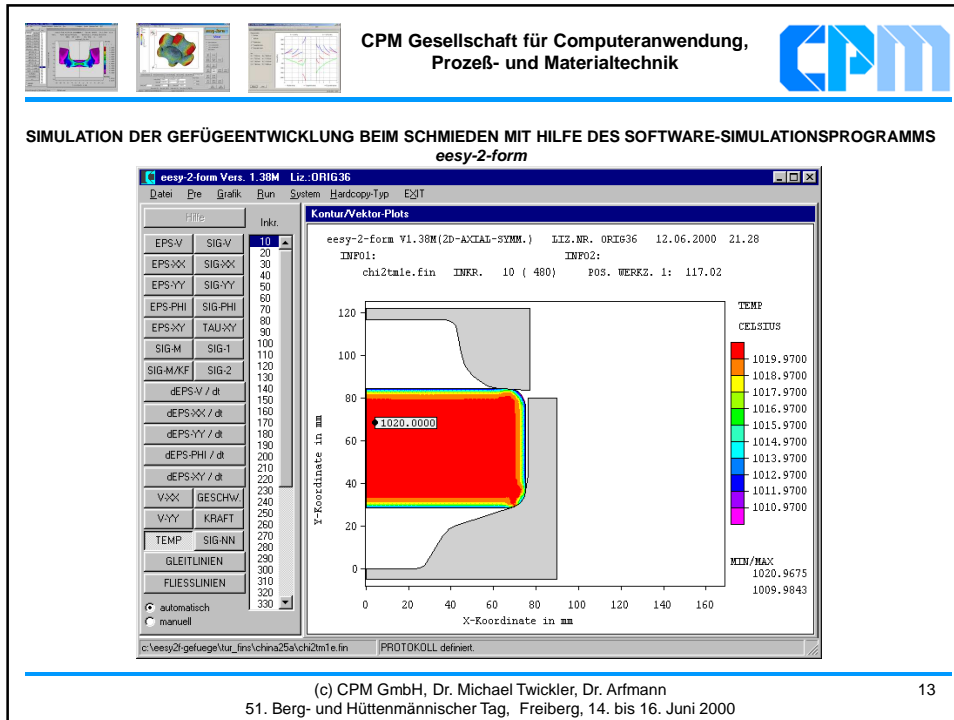 CPM Gesellschaft für Computeranwendung,
Prozeß- und Materialtechnik
CPM
SIMULATION DER GEFÜGEENTWICKLUNG BEIM SCHMIEDEN MIT HILFE DES SOFTWARE-SIMULATIONSPROGRAMMS
eesy-2-form
eesy-2-form Vers. 1.38M Liz.:ORIG36
Datei Pre Grafik Run System Hardcopy-Typ EXIT
Hilfe
Inkr.
EPS-V SIG-V
EPS-XX SIG-XX
EPS-YY SIG-YY
EPS-PHI SIG-PHI
EPS-XY TAU-XY
SIG-M SIG-1
SIG-M/KF SIG-2
dEPS-V / dt
dEPS-XX / dt
dEPS-YY / dt
dEPS-PHI / dt
dEPS-XY / dt
V-XX GESCHW.
V-YY KRAFT
TEMP SIG-NN
GLEITLINIEN
FLIESSLINIEN
automatisch
manuell
10
20
30
40
50
60
70
80
90
100
110
120
130
140
150
160
170
180
190
200
210
220
230
240
250
260
270
280
290
300
310
320
330
Kontur/Vektor-Plots
eesy-2-form V1.38M(2D-AXIAL-SYMM.) LIZ.NR. ORIG36 12.06.2000 21.28
INFO1: INFO2:
chi2tm1e.fin INKR. 10 ( 480) POS. WERKZ. 1: 117.02
TEMP
CELSIUS
1019.9700
1018.9700
1017.9700
1016.9700
1015.9700
1014.9700
1013.9700
1012.9700
1011.9700
1010.9700
MIN/MAX
1020.9675
1009.9843
120
100
80
60
40
20
0
Y-Koordinate in mm
1020.0000
0 20 40 60 80 100 120 140 160
X-Koordinate in mm
c:\eesy2f-gefuege\tur_fins\china25a\chi2tm1e.fin PROTOKOLL definiert.
(c) CPM GmbH, Dr. Michael Twickler, Dr. Arfmann
51. Berg- und Hüttenmännischer Tag, Freiberg, 14. bis 16. Juni 2000
13